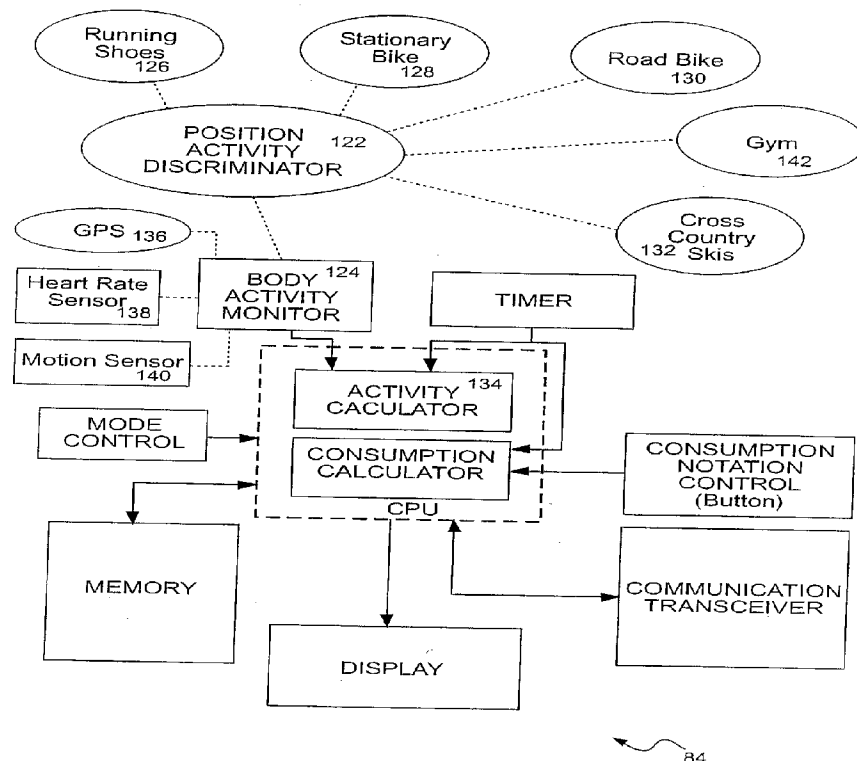 Running
Shoes
126
Stationary
Bike
128
Road Bike
130
POSITION
ACTIVITY
DISCRIMINATOR
122
Gym
142
Cross
Country
Skis
132
GPS
136
Heart Rate
Sensor
138
BODY
ACTIVITY
MONITOR
124
TIMER
Motion Sensor
140
ACTIVITY
CACULATOR
134
MODE
CONTROL
CONSUMPTION
CALCULATOR
CPU
CONSUMPTION
NOTATION
CONTROL
(Button)
MEMORY
COMMUNICATION
TRANSCEIVER
DISPLAY
84